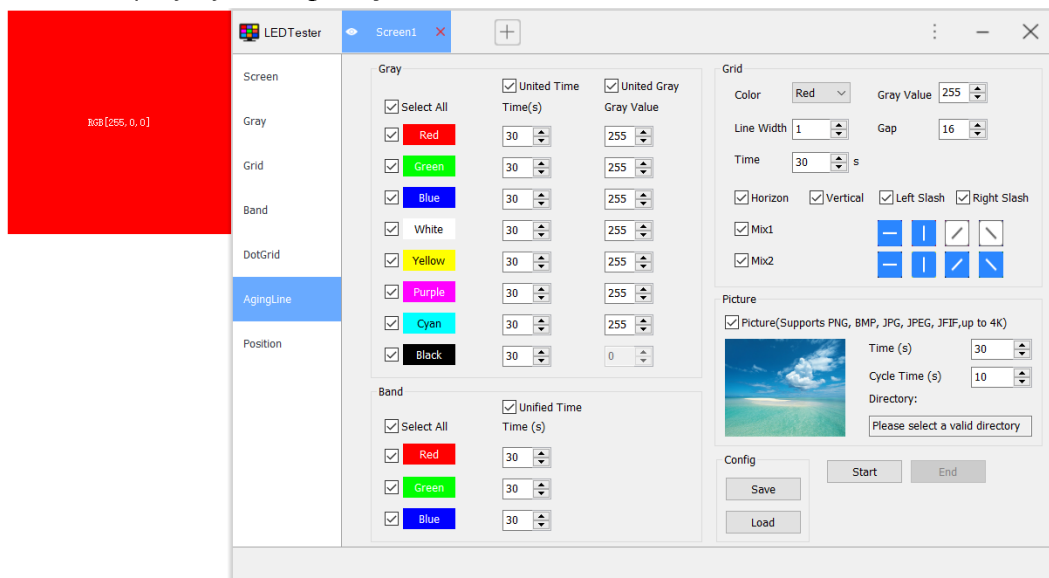 LEDTester
Screen1
RGB[255, 0, 0]
Screen
Gray
Grid
Band
DotGrid
AgingLine
Position
Gray
United Time
United Gray
Select All
Time(s)
Gray Value
Red 30 255
Green 30 255
Blue 30 255
White 30 255
Yellow 30 255
Purple 30 255
Cyan 30 255
Black 30 0
Band
Unified Time
Select All
Time (s)
Red 30
Green 30
Blue 30
Grid
Color Red Gray Value 255
Line Width 1 Gap 16
Time 30 s
Horizon Vertical Left Slash Right Slash
Mix1
Mix2
Picture
Picture(Supports PNG, BMP, JPG, JPEG, JFIF,up to 4K)
Time (s) 30
Cycle Time (s) 10
Directory:
Please select a valid directory
Config
Save
Load
Start
End